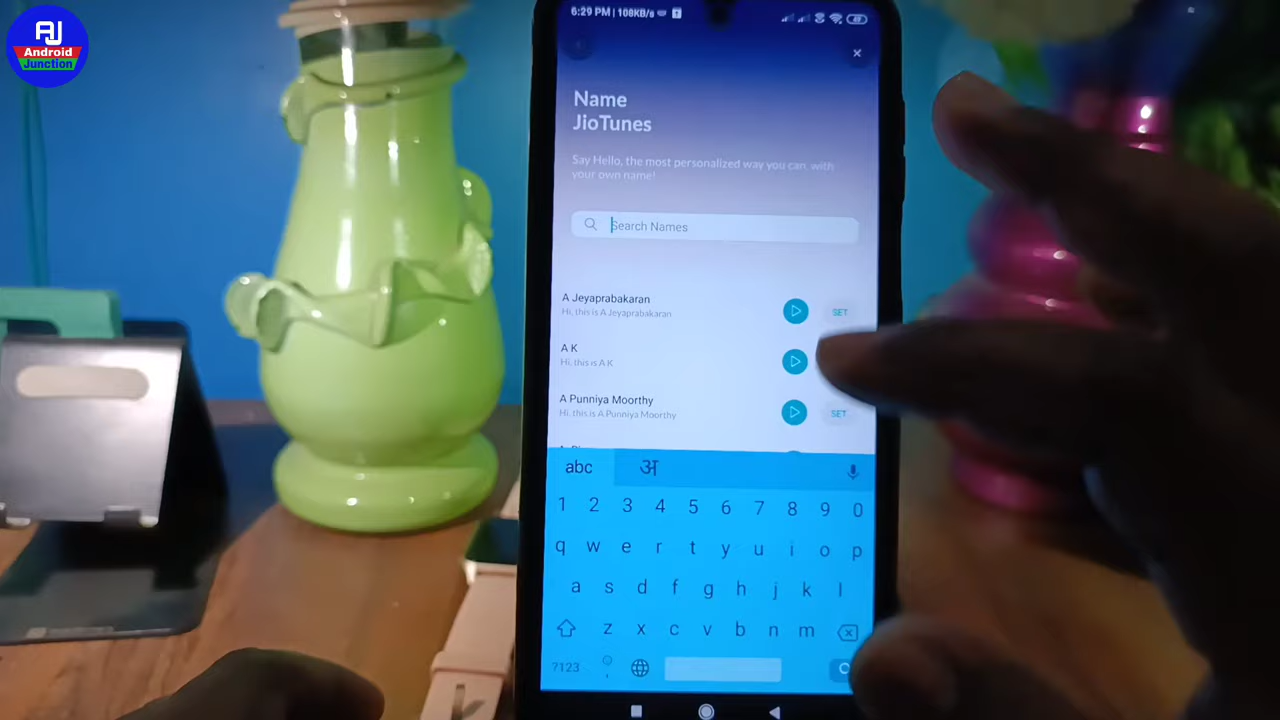 AJ
Android
Junction
6:29 PM | 108KB/s
Name
JioTunes
Say Hello, the most personalized way you can, with
your own name!
Search Names
A Jeyaprabakaran
Hi, this is A Jeyaprabakaran
SET
A K
Hi, this is A K
A Punniya Moorthy
Hi, this is A Punniya Moorthy
SET
abc अ
1 2 3 4 5 6 7 8 9 0
q w e r t y u i o p
a s d f g h j k l
z x c v b n m
?123 ,